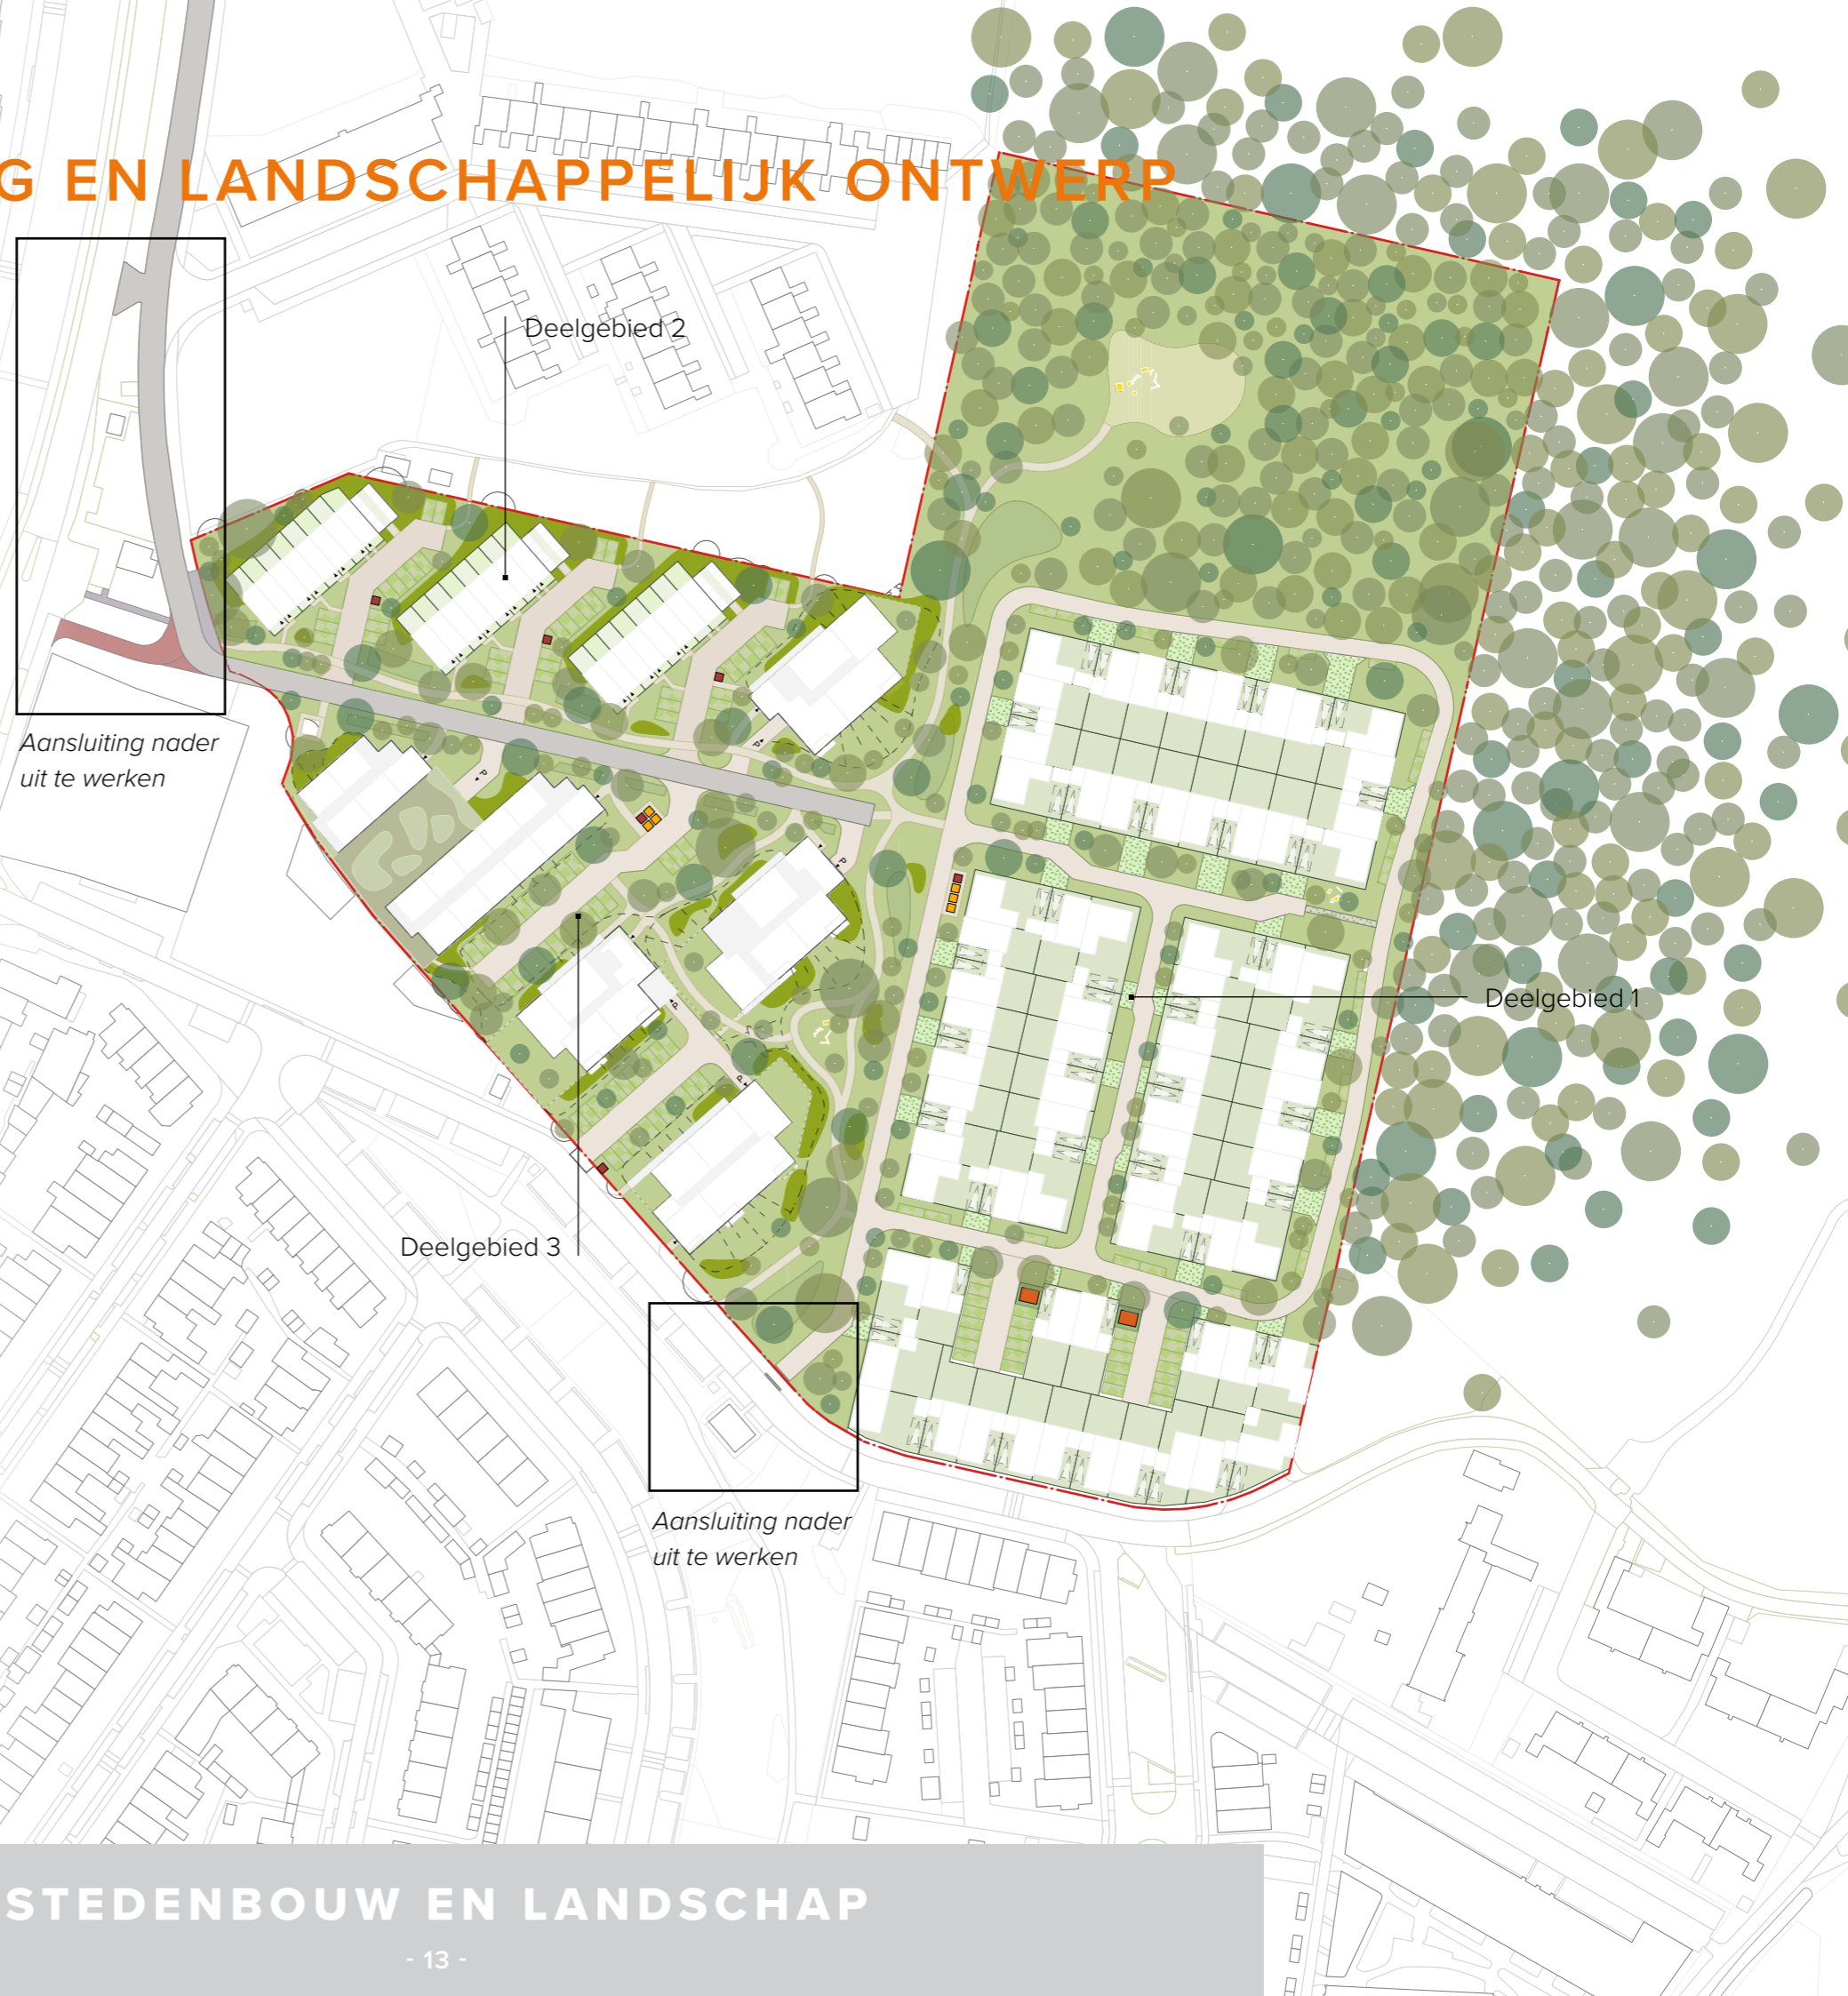 G EN LANDSCHAPPELIJK ONTWERP
Deelgebied 2
Aansluiting nader
uit te werken
Deelgebied 1
Deelgebied 3
Aansluiting nader
uit te werken
P
P
P
P
P
STEDENBOUW EN LANDSCHAP
- 13 -